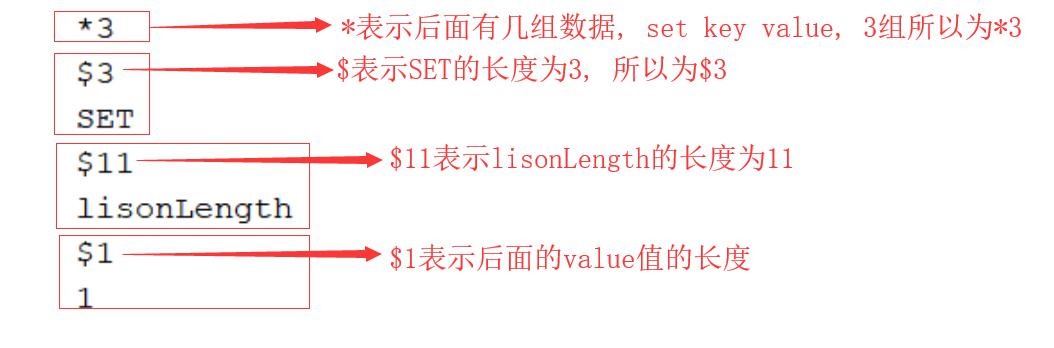 *3
*表示后面有几组数据, set key value, 3组所以为*3
$3
$表示SET的长度为3, 所以为$3
SET
$11
$11表示lisonLength的长度为11
lisonLength
$1
$1表示后面的value值的长度
1